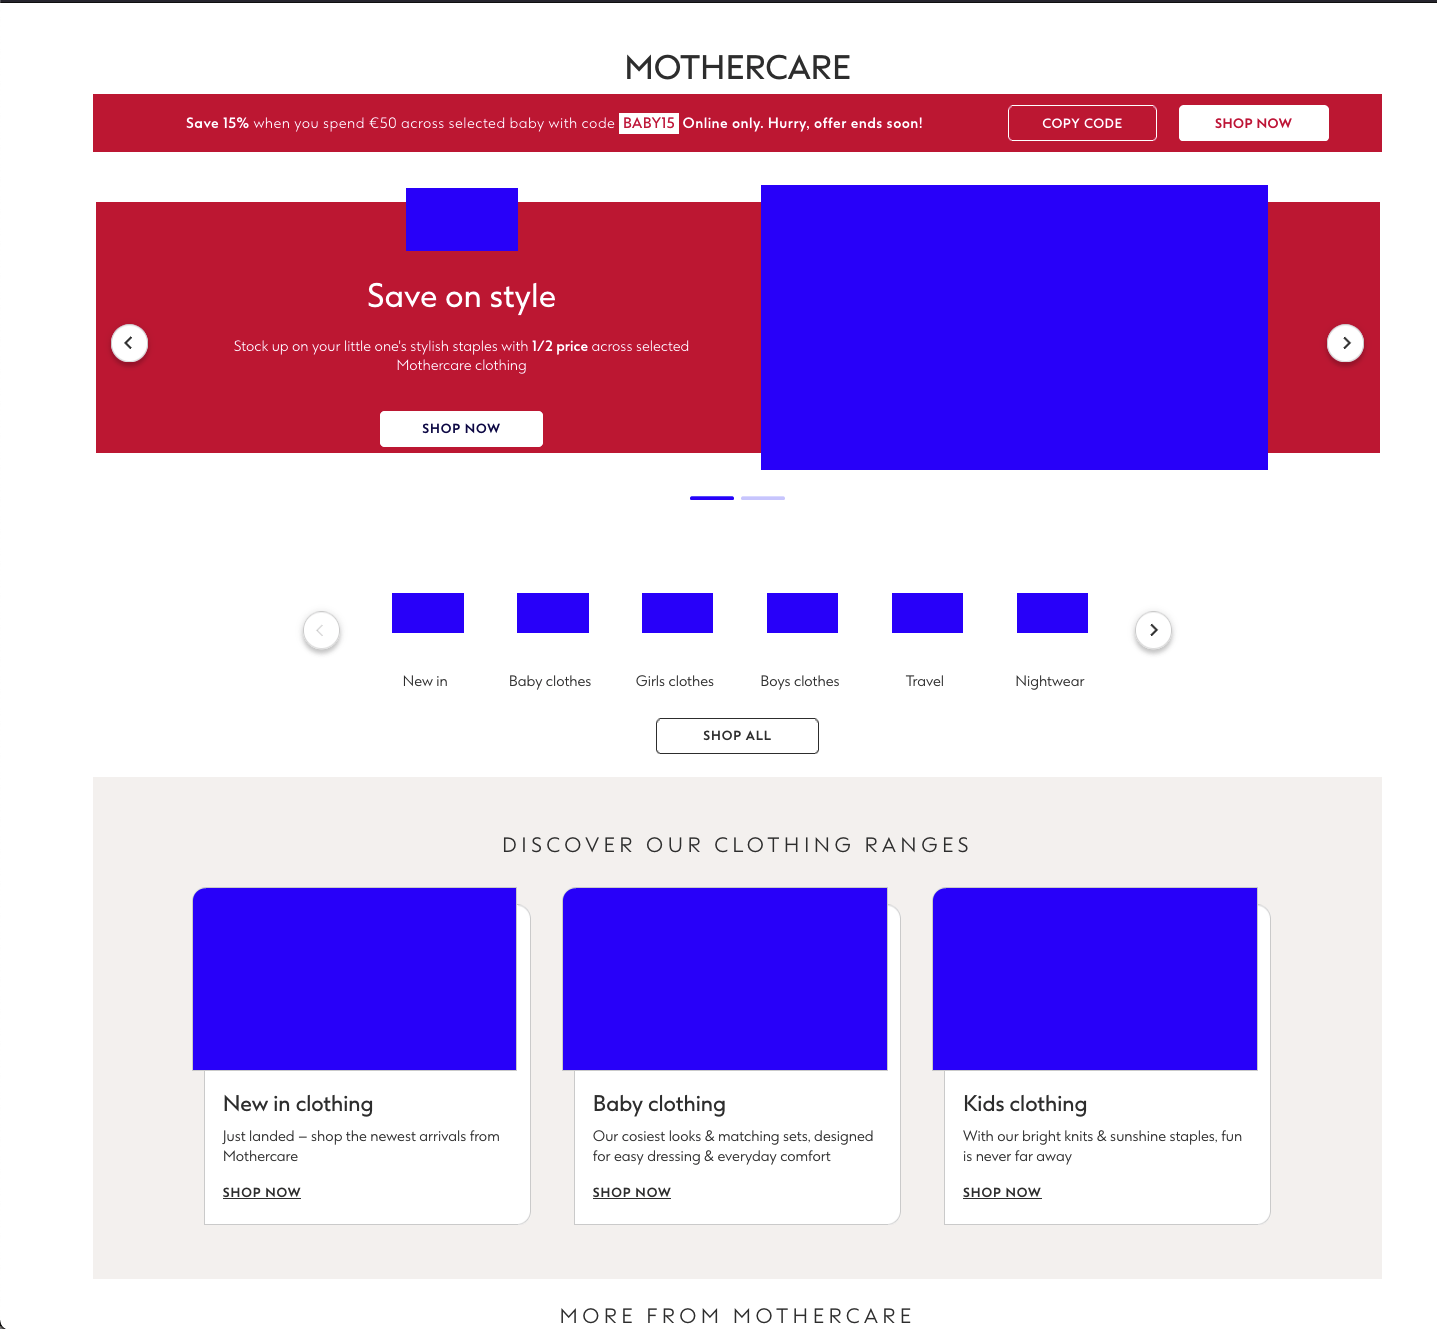 MOTHERCARE
Save 15% when you spend €50 across selected baby with code BABY15 Online only. Hurry, offer ends soon!
COPY CODE
SHOP NOW
Save on style
Stock up on your little one's stylish staples with 1/2 price across selected
Mothercare clothing
SHOP NOW
New in
Baby clothes
Girls clothes
Boys clothes
Travel
Nightwear
SHOP ALL
DISCOVER OUR CLOTHING RANGES
New in clothing
Just landed – shop the newest arrivals from
Mothercare
SHOP NOW
Baby clothing
Our cosiest looks & matching sets, designed
for easy dressing & everyday comfort
SHOP NOW
Kids clothing
With our bright knits & sunshine staples, fun
is never far away
SHOP NOW
MORE FROM MOTHERCARE